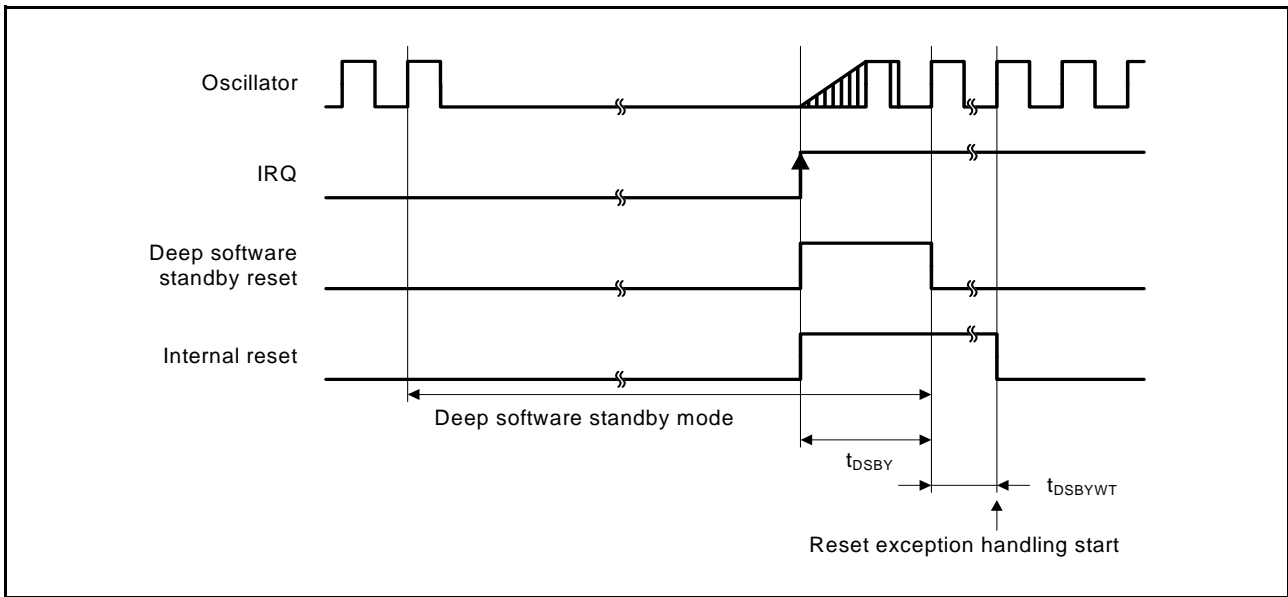 Oscillator
IRQ
Deep software
standby reset
Internal reset
Deep software standby mode
tDSBY
tDSBYWT
Reset exception handling start